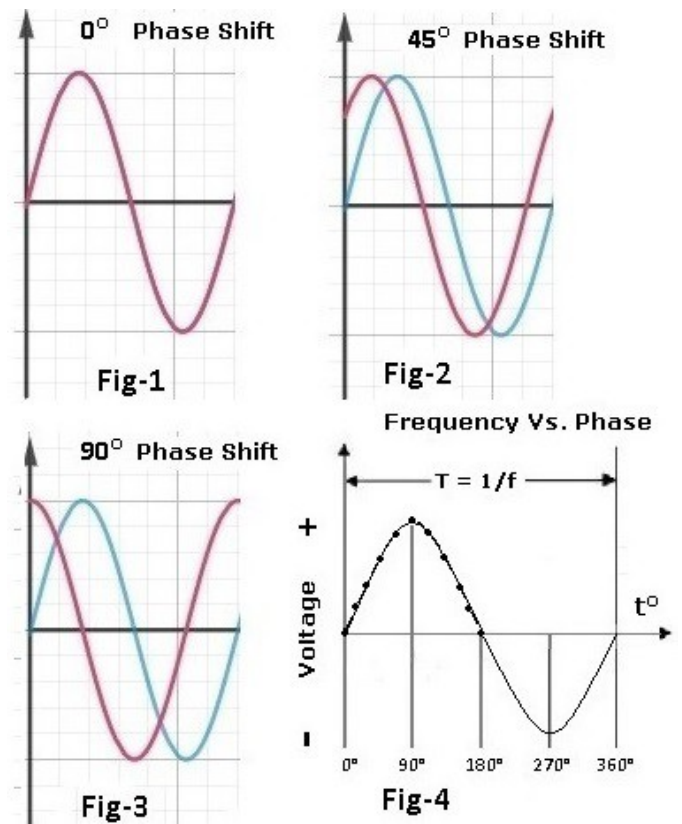 0° Phase Shift
Fig-1
45° Phase Shift
Fig-2
90° Phase Shift
Fig-3
Frequency Vs. Phase
T = 1/f
+
Voltage
-
t°
0° 90° 180° 270° 360°
Fig-4